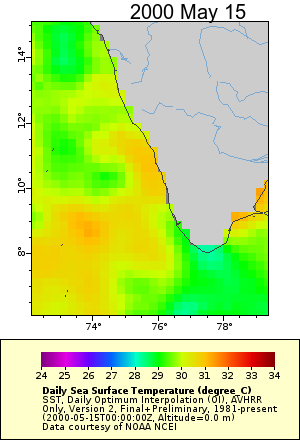 2000 May 15
14°
12°
10°
8°
74° 76° 78°
24 25 26 27 28 29 30 31 32 33 34
Daily Sea Surface Temperature (degree_C)
SST, Daily Optimum Interpolation (OI), AVHRR
Only, Version 2, Final+Preliminary, 1981-present
(2000-05-15T00:00:00Z, Altitude=0.0 m)
Data courtesy of NOAA NCEI